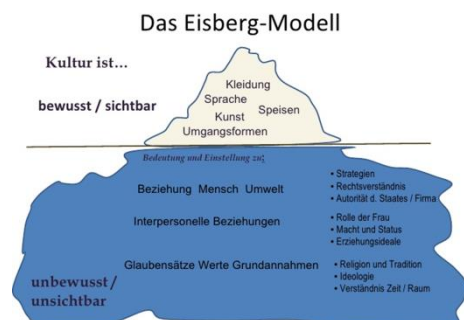 Das Eisberg-Modell
Kultur ist…
bewusst / sichtbar
Kleidung
Sprache
Speisen
Kunst
Umgangsformen
Bedeutung und Einstellung zu:
Beziehung Mensch Umwelt
• Strategien
• Rechtsverständnis
• Autorität d. Staates / Firma
Interpersonelle Beziehungen
• Rolle der Frau
• Macht und Status
• Erziehungsideale
Glaubensätze Werte Grundannahmen
• Religion und Tradition
• Ideologie
• Verständnis Zeit / Raum
unbewusst /
unsichtbar